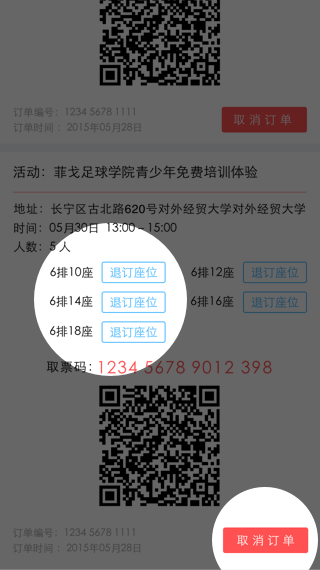 订单编号：1234 5678 1111
订单时间：2015年05月28日
取消订单
活动：菲戈足球学院青少年免费培训体验
地址：长宁区古北路620号对外经贸大学对外经贸大学
时间：05月30日 13:00 - 15:00
人数：5 人
6排10座 退订座位 6排12座 退订座位
6排14座 退订座位 6排16座 退订座位
6排18座 退订座位
取票码：1234 5678 9012 398
订单编号：1234 5678 1111
订单时间：2015年05月28日
取消订单